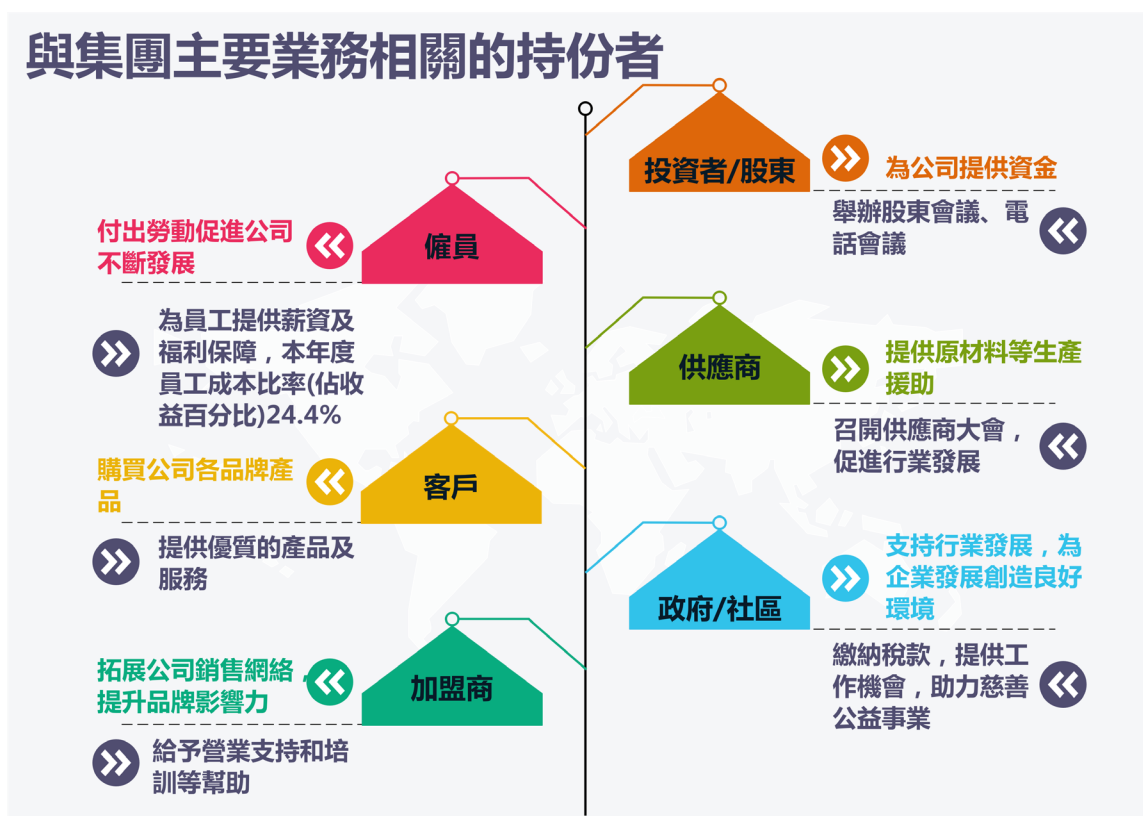 與集團主要業務相關的持份者
投資者/股東
為公司提供資金
舉辦股東會議、電
話會議
僱員
付出勞動促進公司
不斷發展
為員工提供薪資及
福利保障，本年度
員工成本比率(佔收
益百分比)24.4%
供應商
提供原材料等生產
援助
召開供應商大會，
促進行業發展
客戶
購買公司各品牌產
品
提供優質的產品及
服務
政府/社區
支持行業發展，為
企業發展創造良好
環境
繳納稅款，提供工
作機會，助力慈善
公益事業
加盟商
拓展公司銷售網絡，
提升品牌影響力
給予營業支持和培
訓等幫助